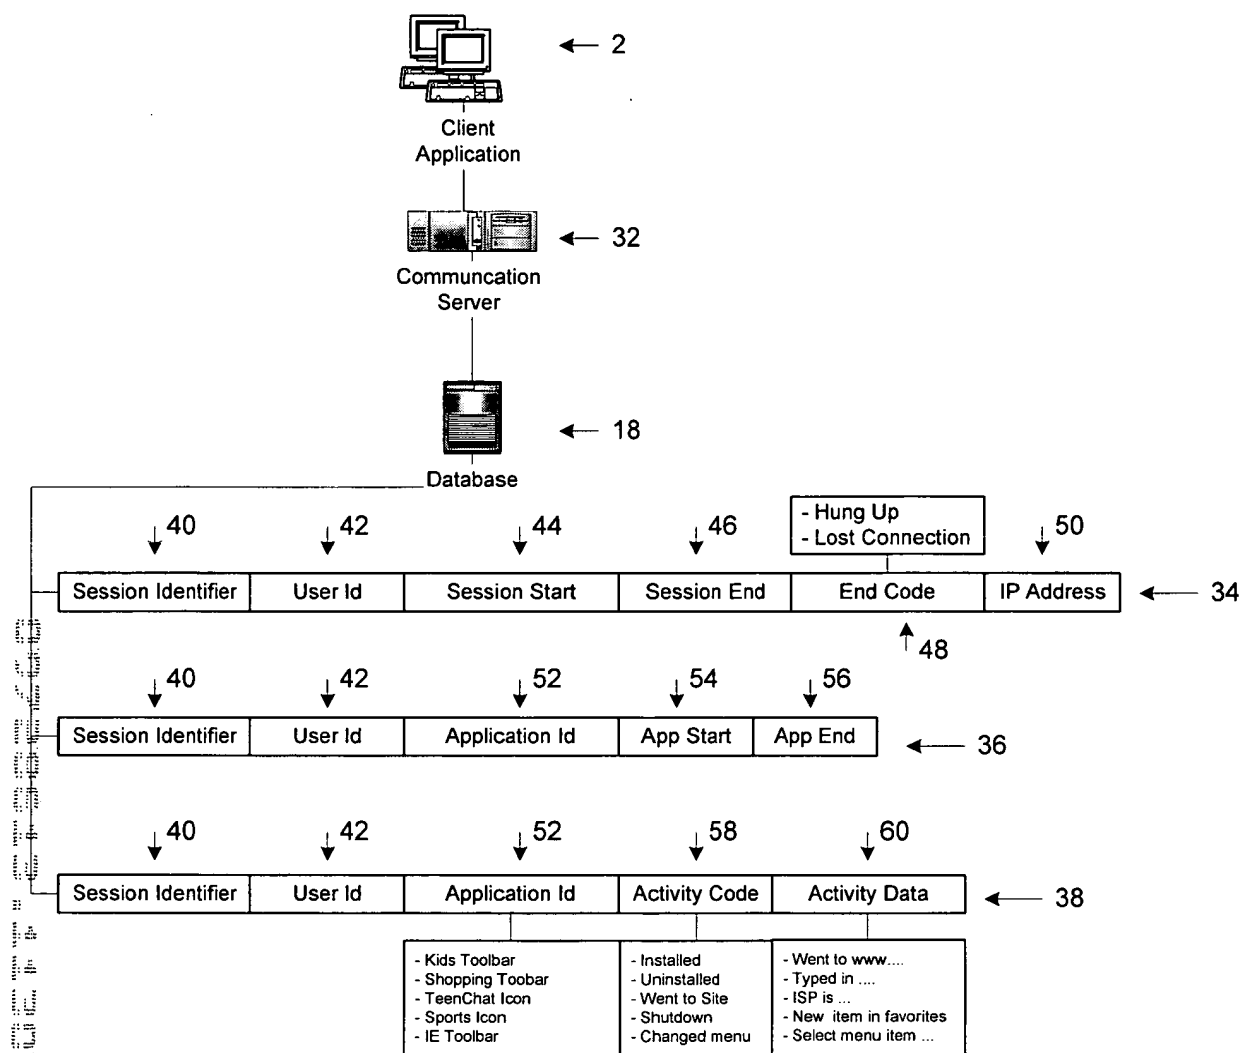 2
Client
Application
32
Communcation
Server
18
Database
- Hung Up
- Lost Connection
40 42 44 46 50
Session Identifier User Id Session Start Session End End Code IP Address 34
48
40 42 52 54 56
Session Identifier User Id Application Id App Start App End 36
40 42 52 58 60
Session Identifier User Id Application Id Activity Code Activity Data 38
- Kids Toolbar
- Shopping Toobar
- TeenChat Icon
- Sports Icon
- IE Toolbar
- Installed
- Uninstalled
- Went to Site
- Shutdown
- Changed menu
- Went to www....
- Typed in ....
- ISP is ...
- New item in favorites
- Select menu item ...